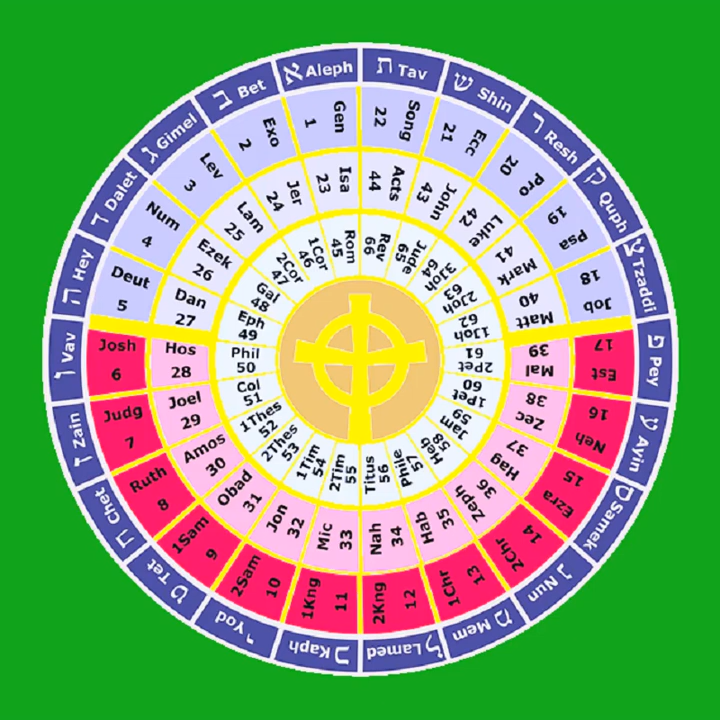 א Aleph
ב Bet
ג Gimel
ד Dalet
ה Hey
ו Vav
ז Zain
ח Chet
ט Tet
י Yod
כ Kaph
ל Lamed
מ Mem
נ Nun
ס Samek
ע Ayin
פ Pey
צ Tzaddi
ק Quph
ר Resh
ש Shin
ת Tav
Gen
1
Exo
2
Lev
3
Num
4
Deut
5
Josh
6
Judg
7
Ruth
8
1Sam
9
2Sam
10
1Kng
11
2Kng
12
1Chr
13
2Chr
14
Ezra
15
Neh
16
Est
17
Job
18
Psa
19
Pro
20
Ecc
21
Song
22
Isa
23
Jer
24
Lam
25
Ezek
26
Dan
27
Hos
28
Joel
29
Amos
30
Obad
31
Jon
32
Mic
33
Nah
34
Hab
35
Zeph
36
Hag
37
Zec
38
Mal
39
Matt
40
Mark
41
Luke
42
John
43
Acts
44
Rom
45
1Cor
46
2Cor
47
Gal
48
Eph
49
Phil
50
Col
51
1Thes
52
2Thes
53
1Tim
54
2Tim
55
Titus
56
Phile
57
Heb
58
Jam
59
1Pet
60
2Pet
61
1Joh
62
2Joh
63
3Joh
64
Jude
65
Rev
66